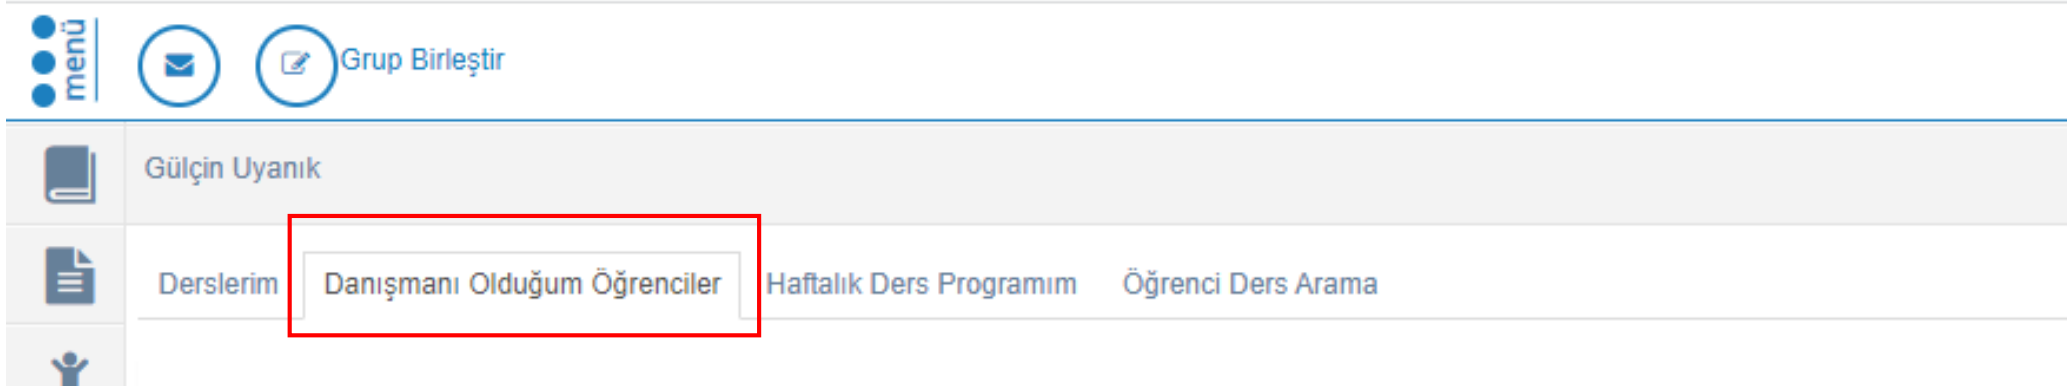 menü
Grup Birleştir
Gülçin Uyanık
Derslerim Danışmanı Olduğum Öğrenciler Haftalık Ders Programım Öğrenci Ders Arama